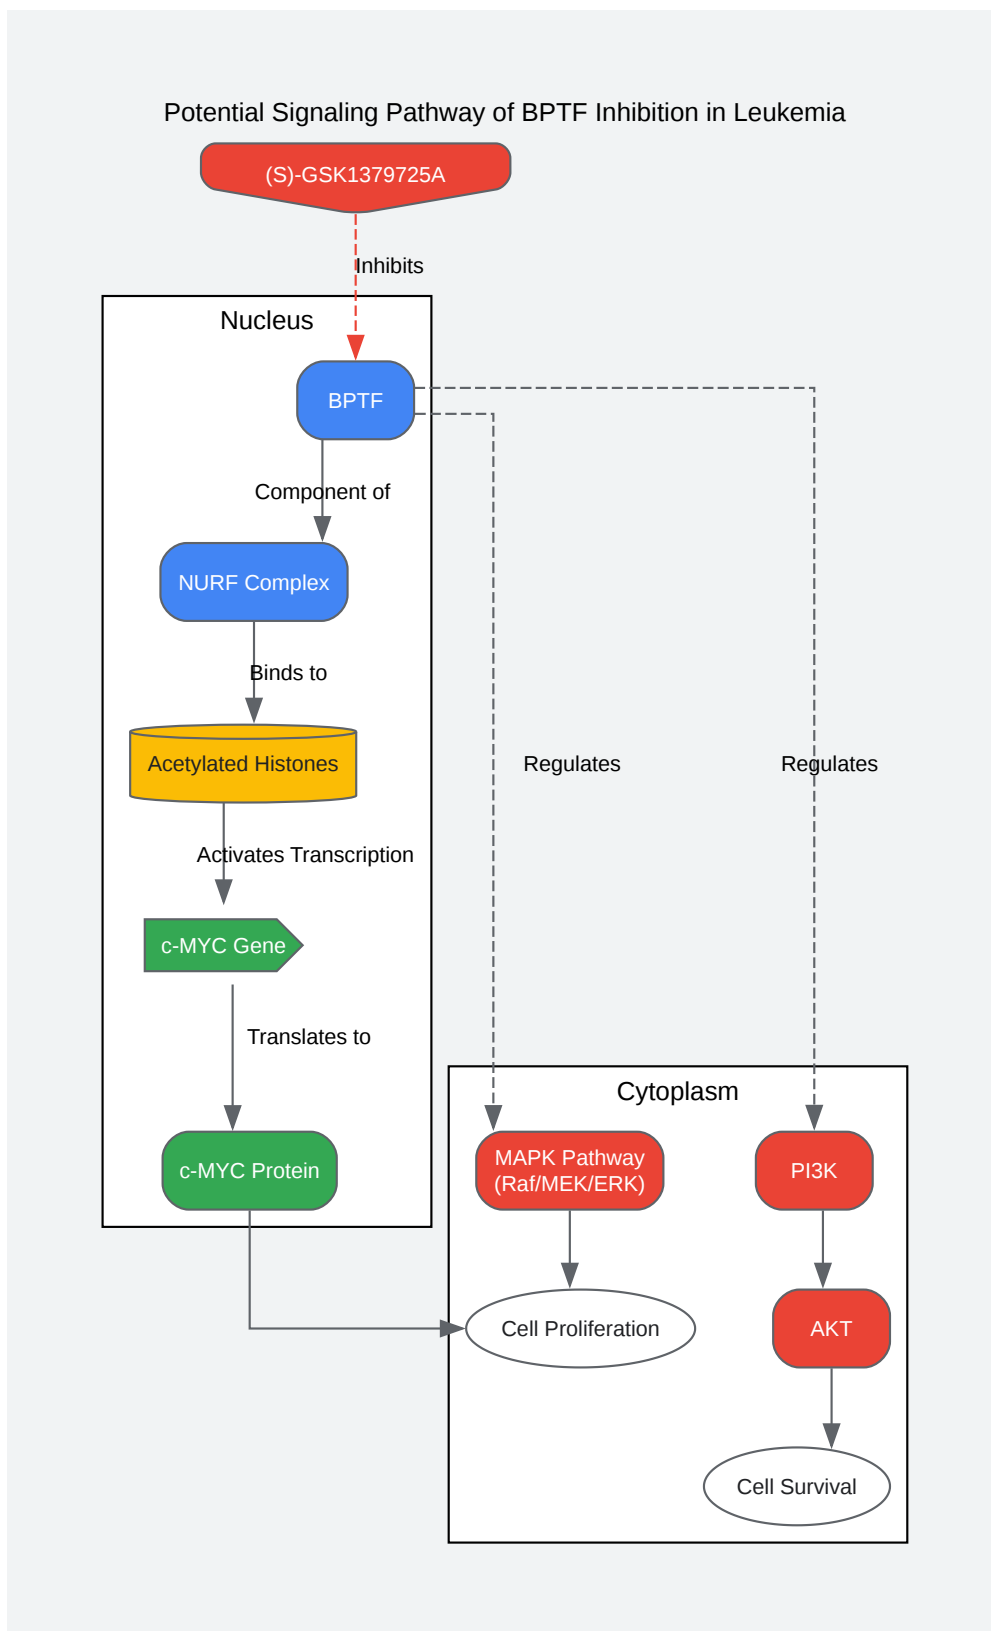 Potential Signaling Pathway of BPTF Inhibition in Leukemia
(S)-GSK1379725A
Inhibits
Nucleus
BPTF
Component of
NURF Complex
Binds to
Acetylated Histones
Regulates
Regulates
Activates Transcription
c-MYC Gene
Translates to
Cytoplasm
c-MYC Protein
MAPK Pathway
(Raf/MEK/ERK)
PI3K
Cell Proliferation
AKT
Cell Survival